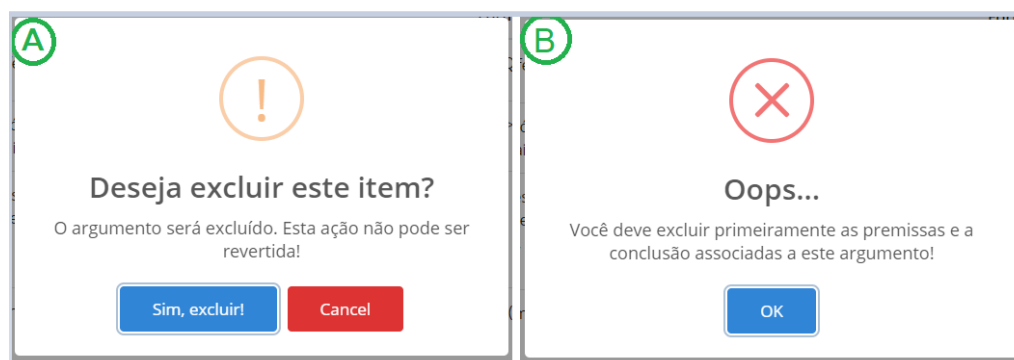 A
Deseja excluir este item?
O argumento será excluído. Esta ação não pode ser
revertida!
Sim, excluir!
Cancel
B
Oops...
Você deve excluir primeiramente as premissas e a
conclusão associadas a este argumento!
OK